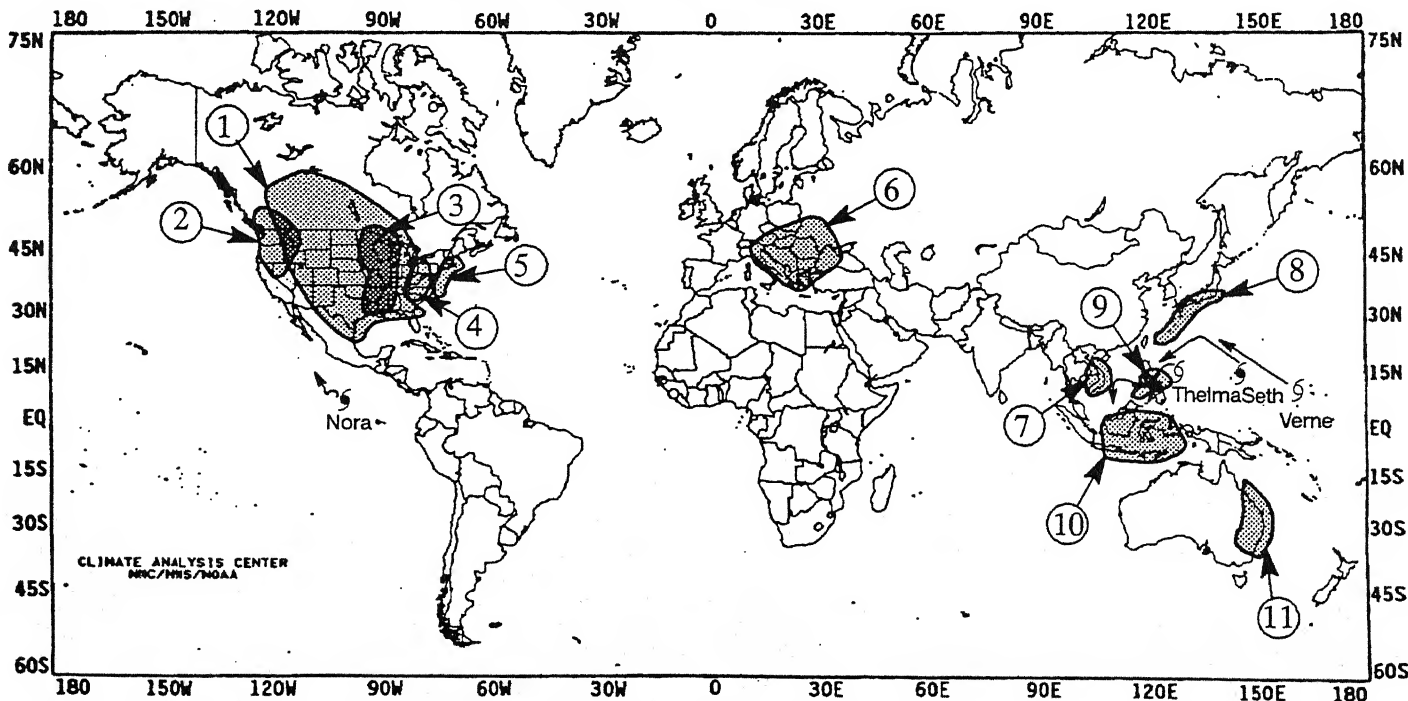 180 150W 120W 90W 60W 30W 0 30E 60E 90E 120E 150E 180
75N 75N
1
60N 60N
2 3 6
45N 45N
5 8
30N 4 9 30N
15N 15N
ThelmaSeth
Nora 7 Verne
EQ EQ
15S 15S
10
30S 30S
CLIMATE ANALYSIS CENTER
NMC/NWS/NOAA
45S 45S
11
60S 60S
180 150W 120W 90W 60W 30W 0 30E 60E 90E 120E 150E 180